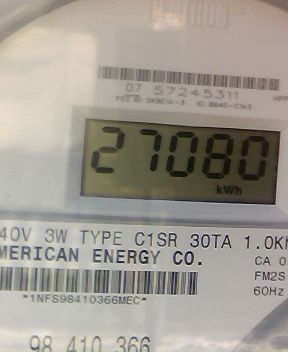 07 57245311
27080
kWh
40V 3W TYPE C1SR 30TA 1.0K
MERICAN ENERGY CO.
CA 0
FM2S
60Hz
*1NFS98410366MEC*
98 410 366